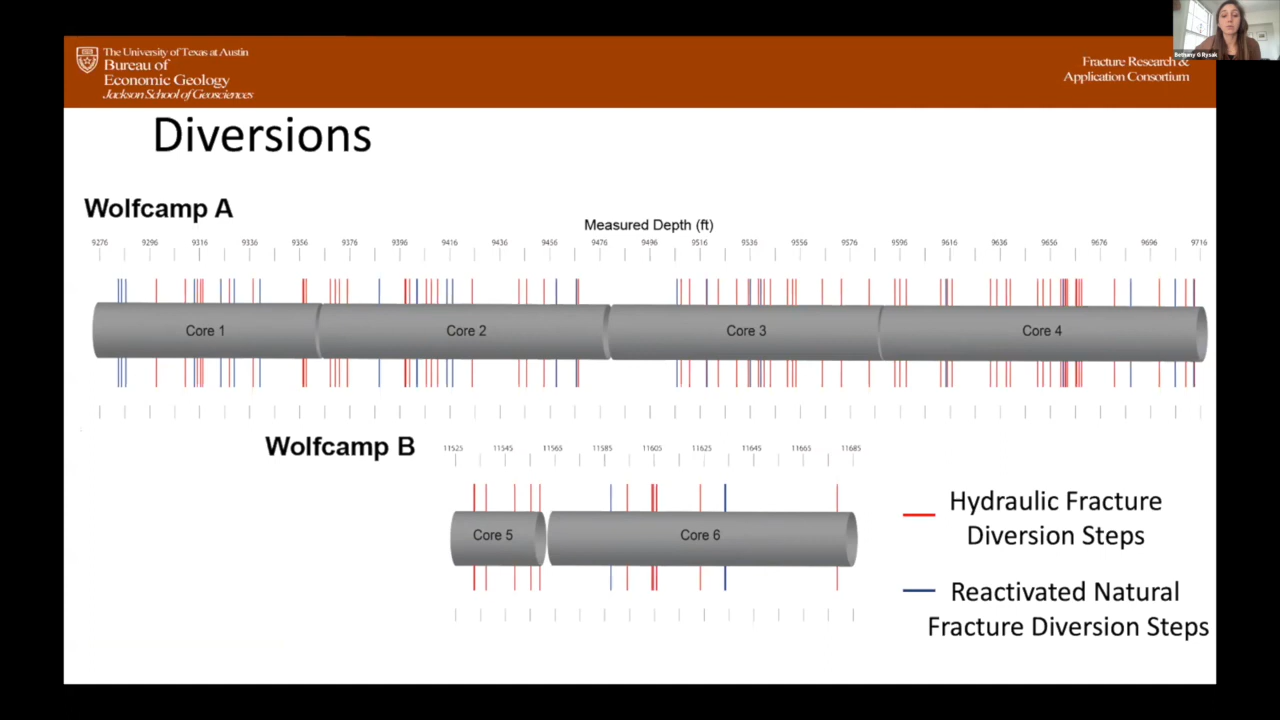 The University of Texas at Austin
Bureau of
Economic Geology
Jackson School of Geosciences
Fracture Research &
Application Consortium
Bethany G Rysak
Diversions
Wolfcamp A
Measured Depth (ft)
9276 9296 9316 9336 9356 9376 9396 9416 9436 9456 9476 9496 9516 9536 9556 9576 9596 9616 9636 9656 9676 9696 9716
Core 1 Core 2 Core 3 Core 4
Wolfcamp B
11525 11545 11565 11585 11605 11625 11645 11665 11685
Core 5 Core 6
Hydraulic Fracture
Diversion Steps
Reactivated Natural
Fracture Diversion Steps